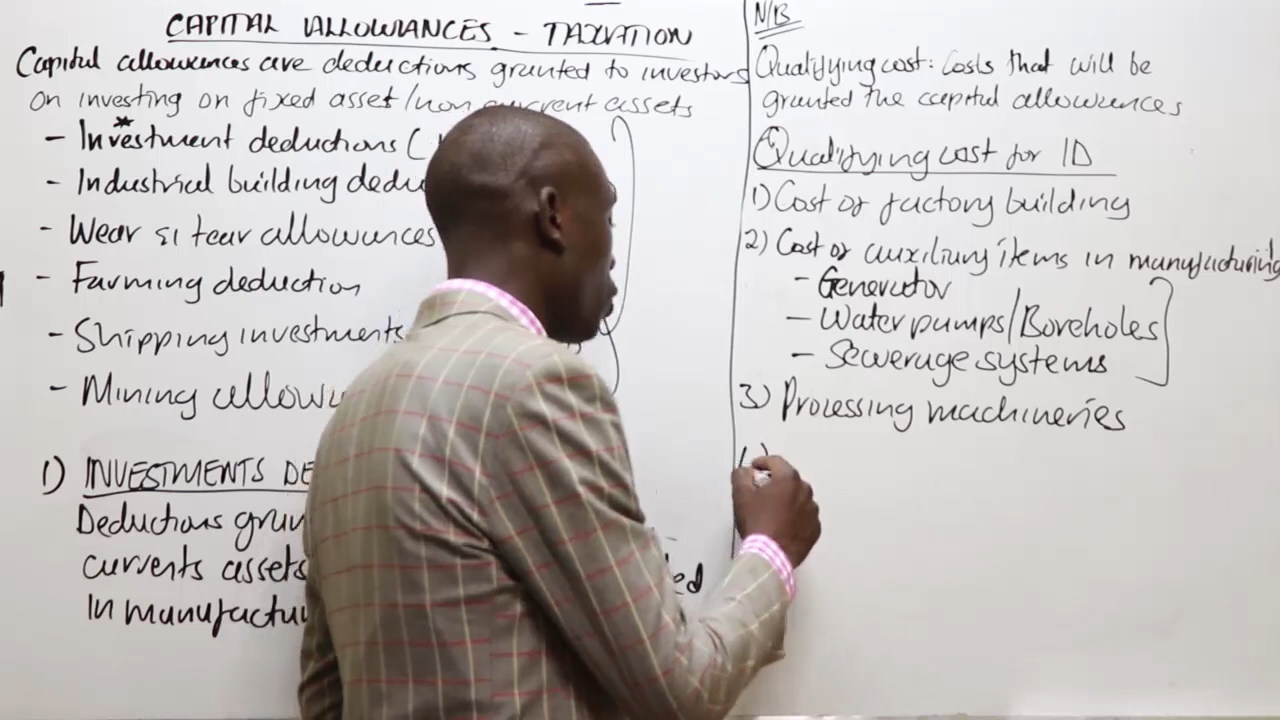 CAPITAL ALLOWANCES - TAXATION
Capital allowances are deductions granted to investors
on investing on fixed asset/non current assets
- Investment deductions (
- Industrial building dedu
- Wear & tear allowances
- Farming deduction
- Shipping investments
- Mining allow
1) INVESTMENTS DE
Deductions gran
currents assets
In manufactu
ed
N/B
Qualifying cost: Costs that will be
granted the capital allowances
Qualifying cost for ID
1) Cost of factory building
2) Cost of auxiliary items in manufacturing
- Generator
- Water pumps/Boreholes
- Sewerage systems
3) Processing machineries